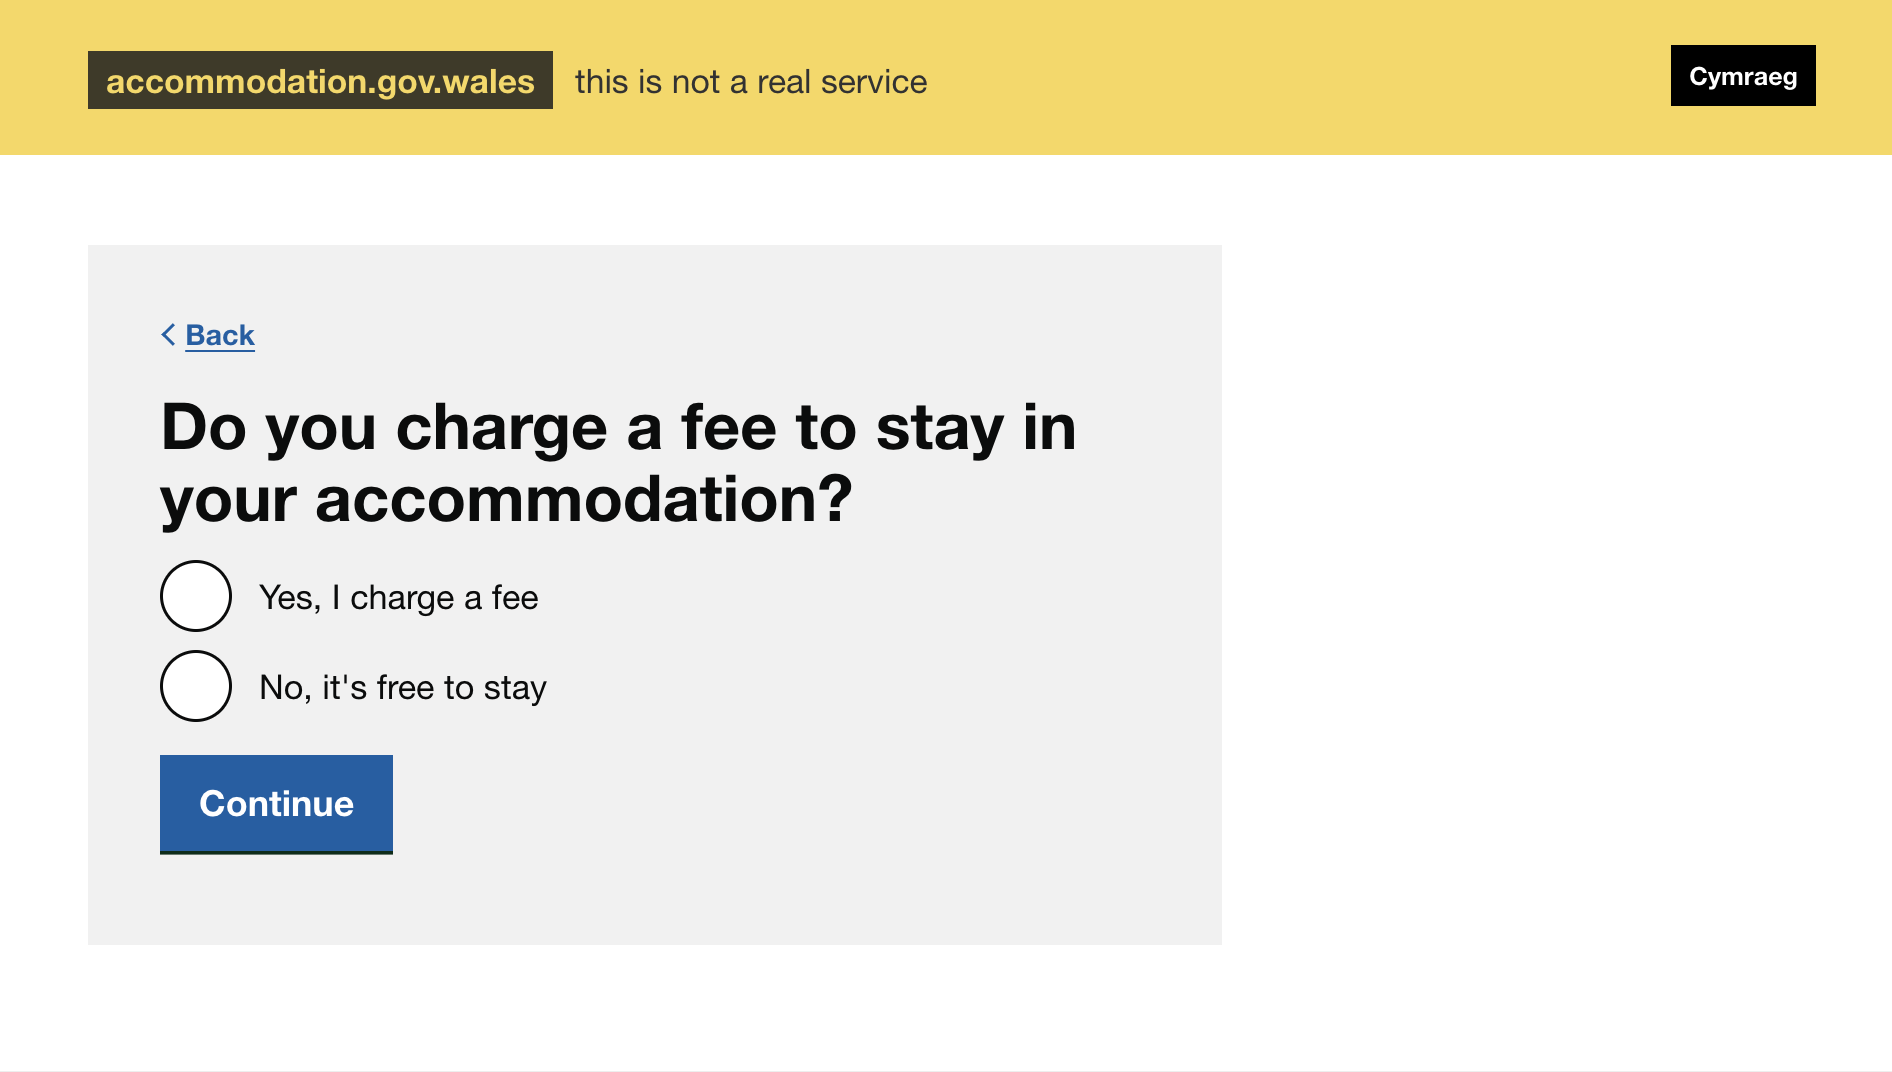 accommodation.gov.wales this is not a real service
Cymraeg
Back
Do you charge a fee to stay in
your accommodation?
Yes, I charge a fee
No, it's free to stay
Continue